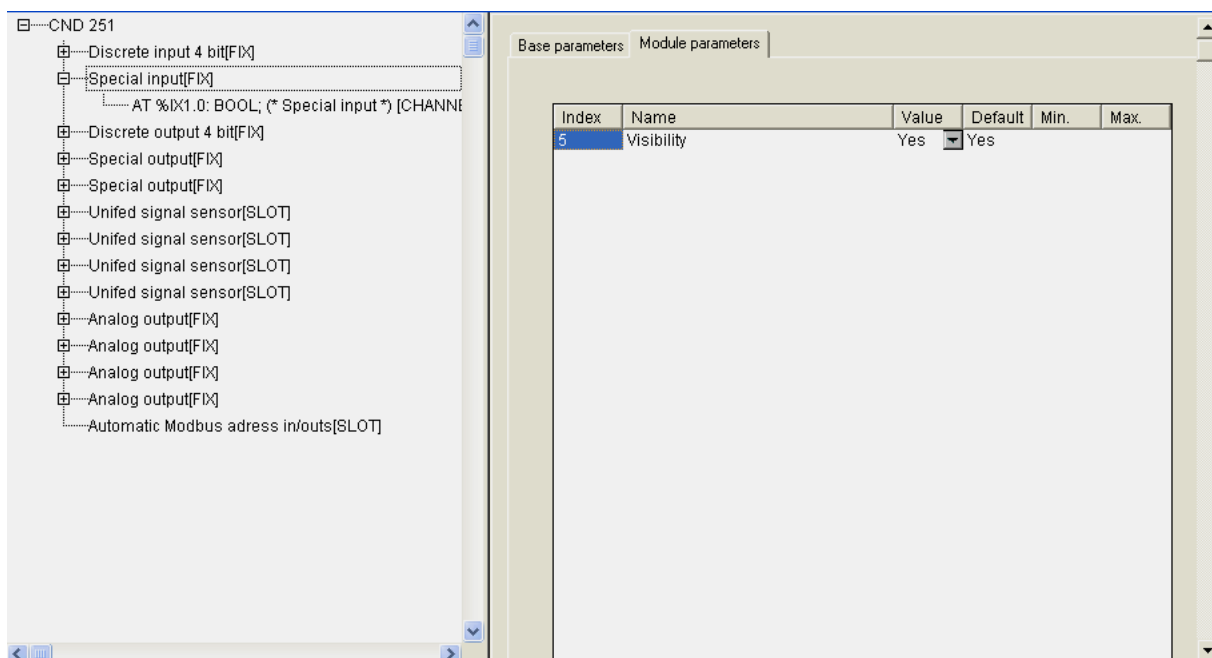 CND 251
Discrete input 4 bit[FIX]
Special input[FIX]
AT %IX1.0: BOOL; (* Special input *) [CHANNE
Discrete output 4 bit[FIX]
Special output[FIX]
Special output[FIX]
Unifed signal sensor[SLOT]
Unifed signal sensor[SLOT]
Unifed signal sensor[SLOT]
Unifed signal sensor[SLOT]
Analog output[FIX]
Analog output[FIX]
Analog output[FIX]
Analog output[FIX]
Automatic Modbus adress in/outs[SLOT]
Base parameters Module parameters
Index Name Value Default Min. Max.
5 Visibility Yes Yes